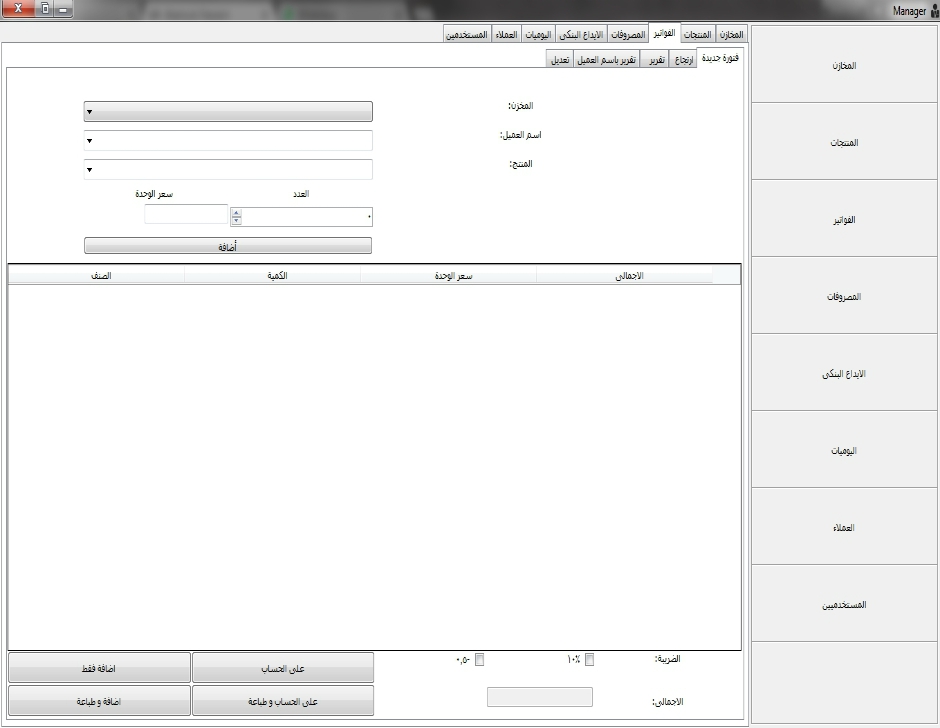 Manager
المخازن المنتجات الفواتير المصروفات الايداع البنكى اليوميات العملاء المستخدمين
فتورة جديدة ارتجاع تقرير تقرير باسم العميل تعديل
المخزن:
اسم العميل:
المنتج:
العدد سعر الوحدة
٠
أضافة
الاجمالى سعر الوحدة الكمية الصنف
الضريبة: ١٠% -٠,٥
الاجمالى:
على الحساب اضافة فقط
على الحساب و طباعة اضافة و طباعة
المخازن
المنتجات
الفواتير
المصروفات
الايداع البنكى
اليوميات
العملاء
المستخدميين